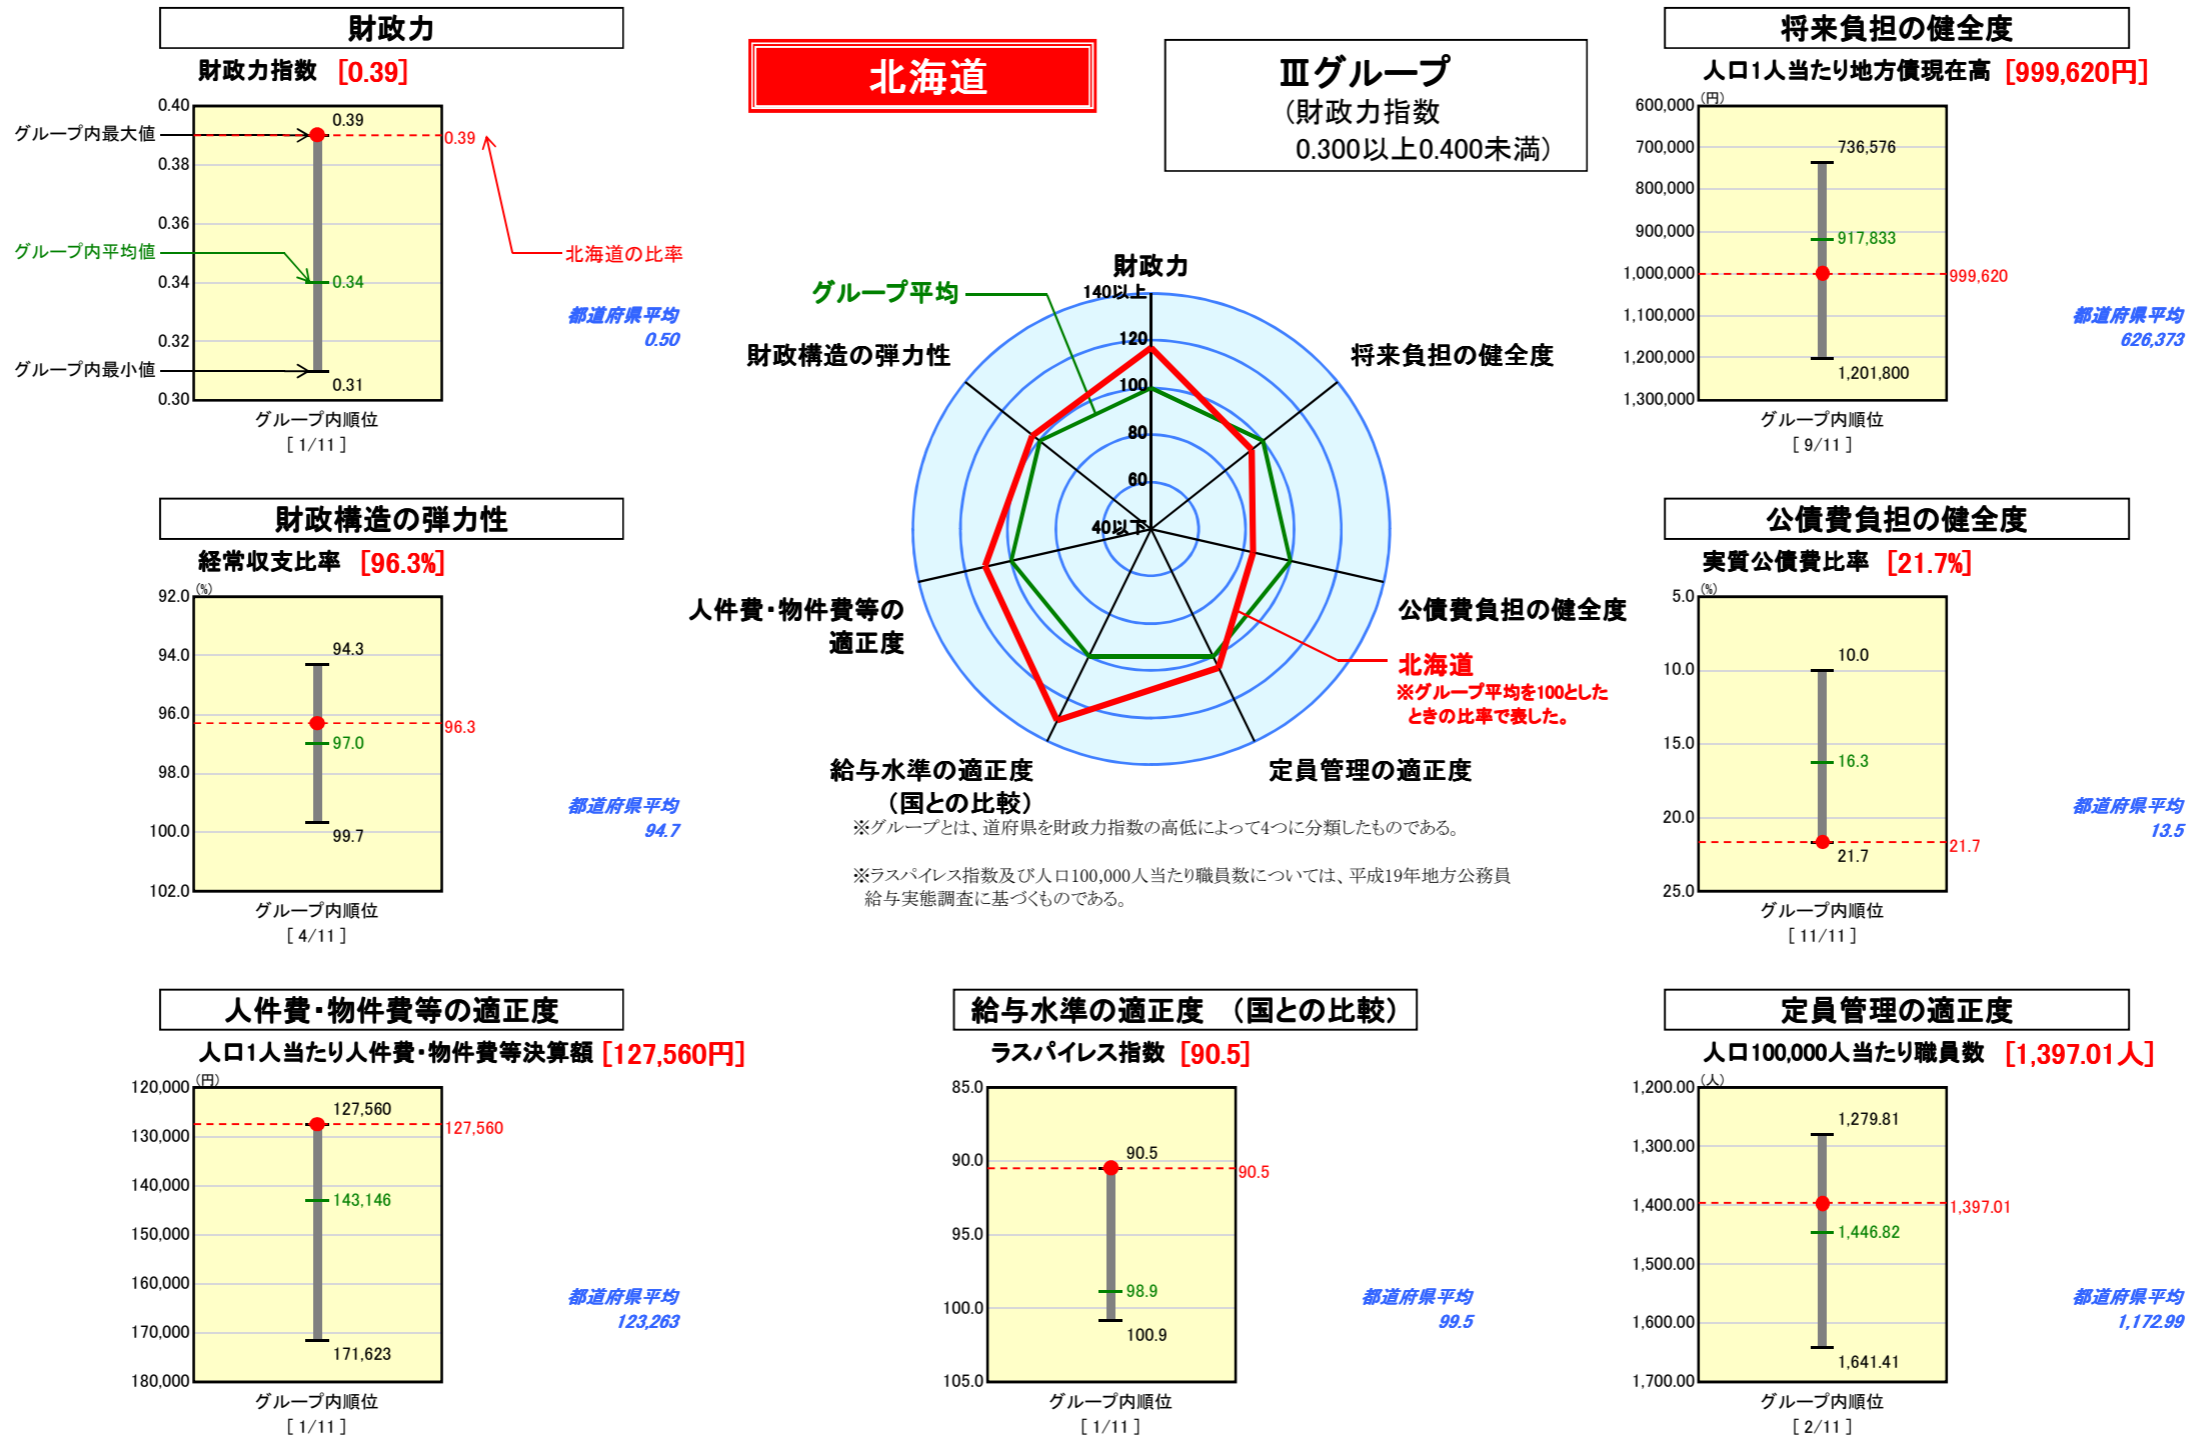 財政力
財政力指数 [0.39]
0.40
0.38
0.36
0.34
0.32
0.30
グループ内最大値
グループ内平均値
グループ内最小値
0.39
0.34
0.31
0.39
北海道の比率
都道府県平均
0.50
グループ内順位
[ 1/11 ]
北海道
Ⅲグループ
(財政力指数
0.300以上0.400未満)
将来負担の健全度
人口1人当たり地方債現在高 [999,620円]
(円)
600,000
700,000
800,000
900,000
1,000,000
1,100,000
1,200,000
1,300,000
736,576
917,833
1,201,800
999,620
都道府県平均
626,373
グループ内順位
[ 9/11 ]
グループ平均
財政力
140以上
120
100
80
60
40以下
財政構造の弾力性
将来負担の健全度
人件費・物件費等の
適正度
公債費負担の健全度
北海道
※グループ平均を100とした
ときの比率で表した。
給与水準の適正度
(国との比較)
定員管理の適正度
※グループとは、道府県を財政力指数の高低によって4つに分類したものである。
※ラスパイレス指数及び人口100,000人当たり職員数については、平成19年地方公務員
給与実態調査に基づくものである。
財政構造の弾力性
経常収支比率 [96.3%]
(%)
92.0
94.0
96.0
98.0
100.0
102.0
94.3
97.0
99.7
96.3
都道府県平均
94.7
グループ内順位
[ 4/11 ]
公債費負担の健全度
実質公債費比率 [21.7%]
(%)
5.0
10.0
15.0
20.0
25.0
10.0
16.3
21.7
21.7
都道府県平均
13.5
グループ内順位
[ 11/11 ]
人件費・物件費等の適正度
人口1人当たり人件費・物件費等決算額 [127,560円]
(円)
120,000
130,000
140,000
150,000
160,000
170,000
180,000
127,560
143,146
171,623
127,560
都道府県平均
123,263
グループ内順位
[ 1/11 ]
給与水準の適正度 (国との比較)
ラスパイレス指数 [90.5]
85.0
90.0
95.0
100.0
105.0
90.5
98.9
100.9
90.5
都道府県平均
99.5
グループ内順位
[ 1/11 ]
定員管理の適正度
人口100,000人当たり職員数 [1,397.01人]
(人)
1,200.00
1,300.00
1,400.00
1,500.00
1,600.00
1,700.00
1,279.81
1,446.82
1,641.41
1,397.01
都道府県平均
1,172.99
グループ内順位
[ 2/11 ]